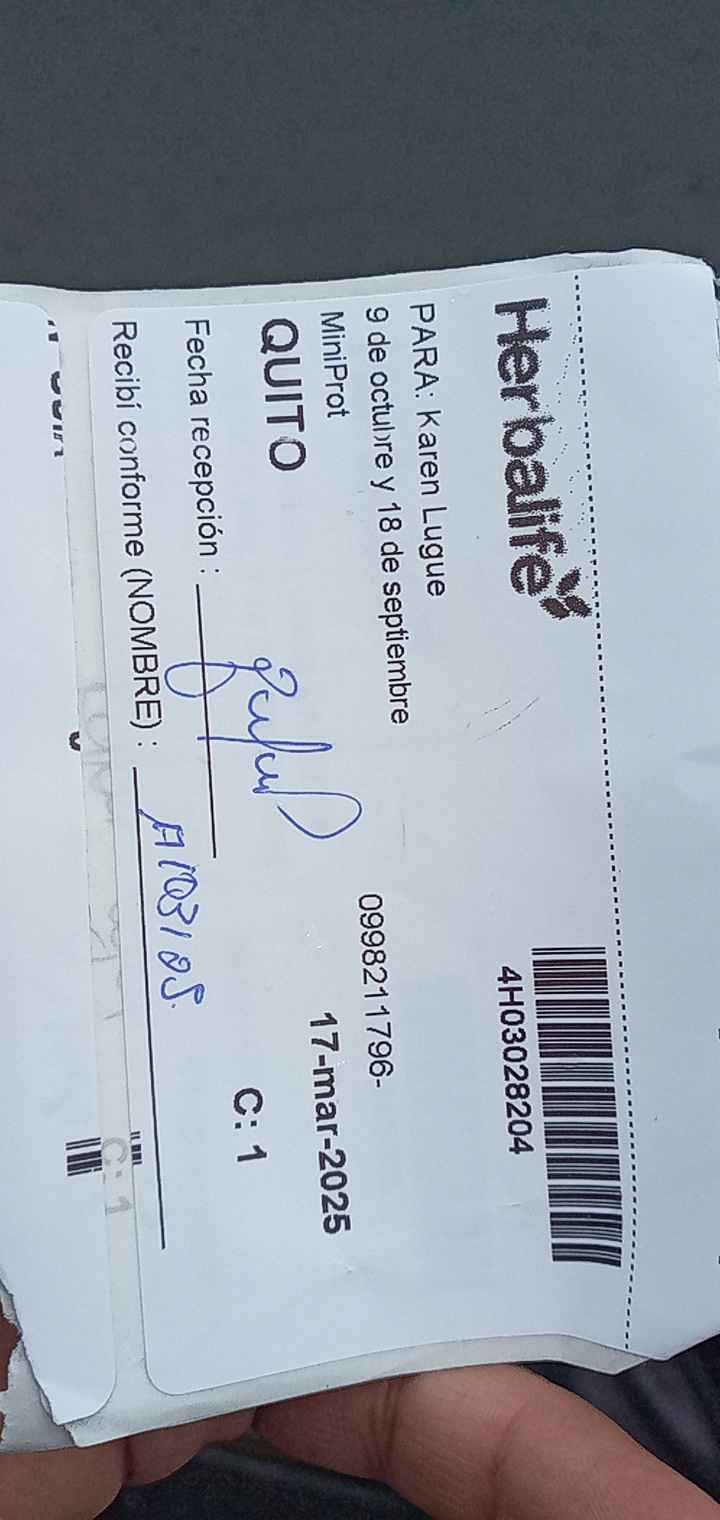 Herbalife
4H03028204
PARA: Karen Lugue
9 de octubre y 18 de septiembre
0998211796-
MiniProt
17-mar-2025
QUITO
C: 1
Fecha recepción :
Recibí conforme (NOMBRE) :
C: 1